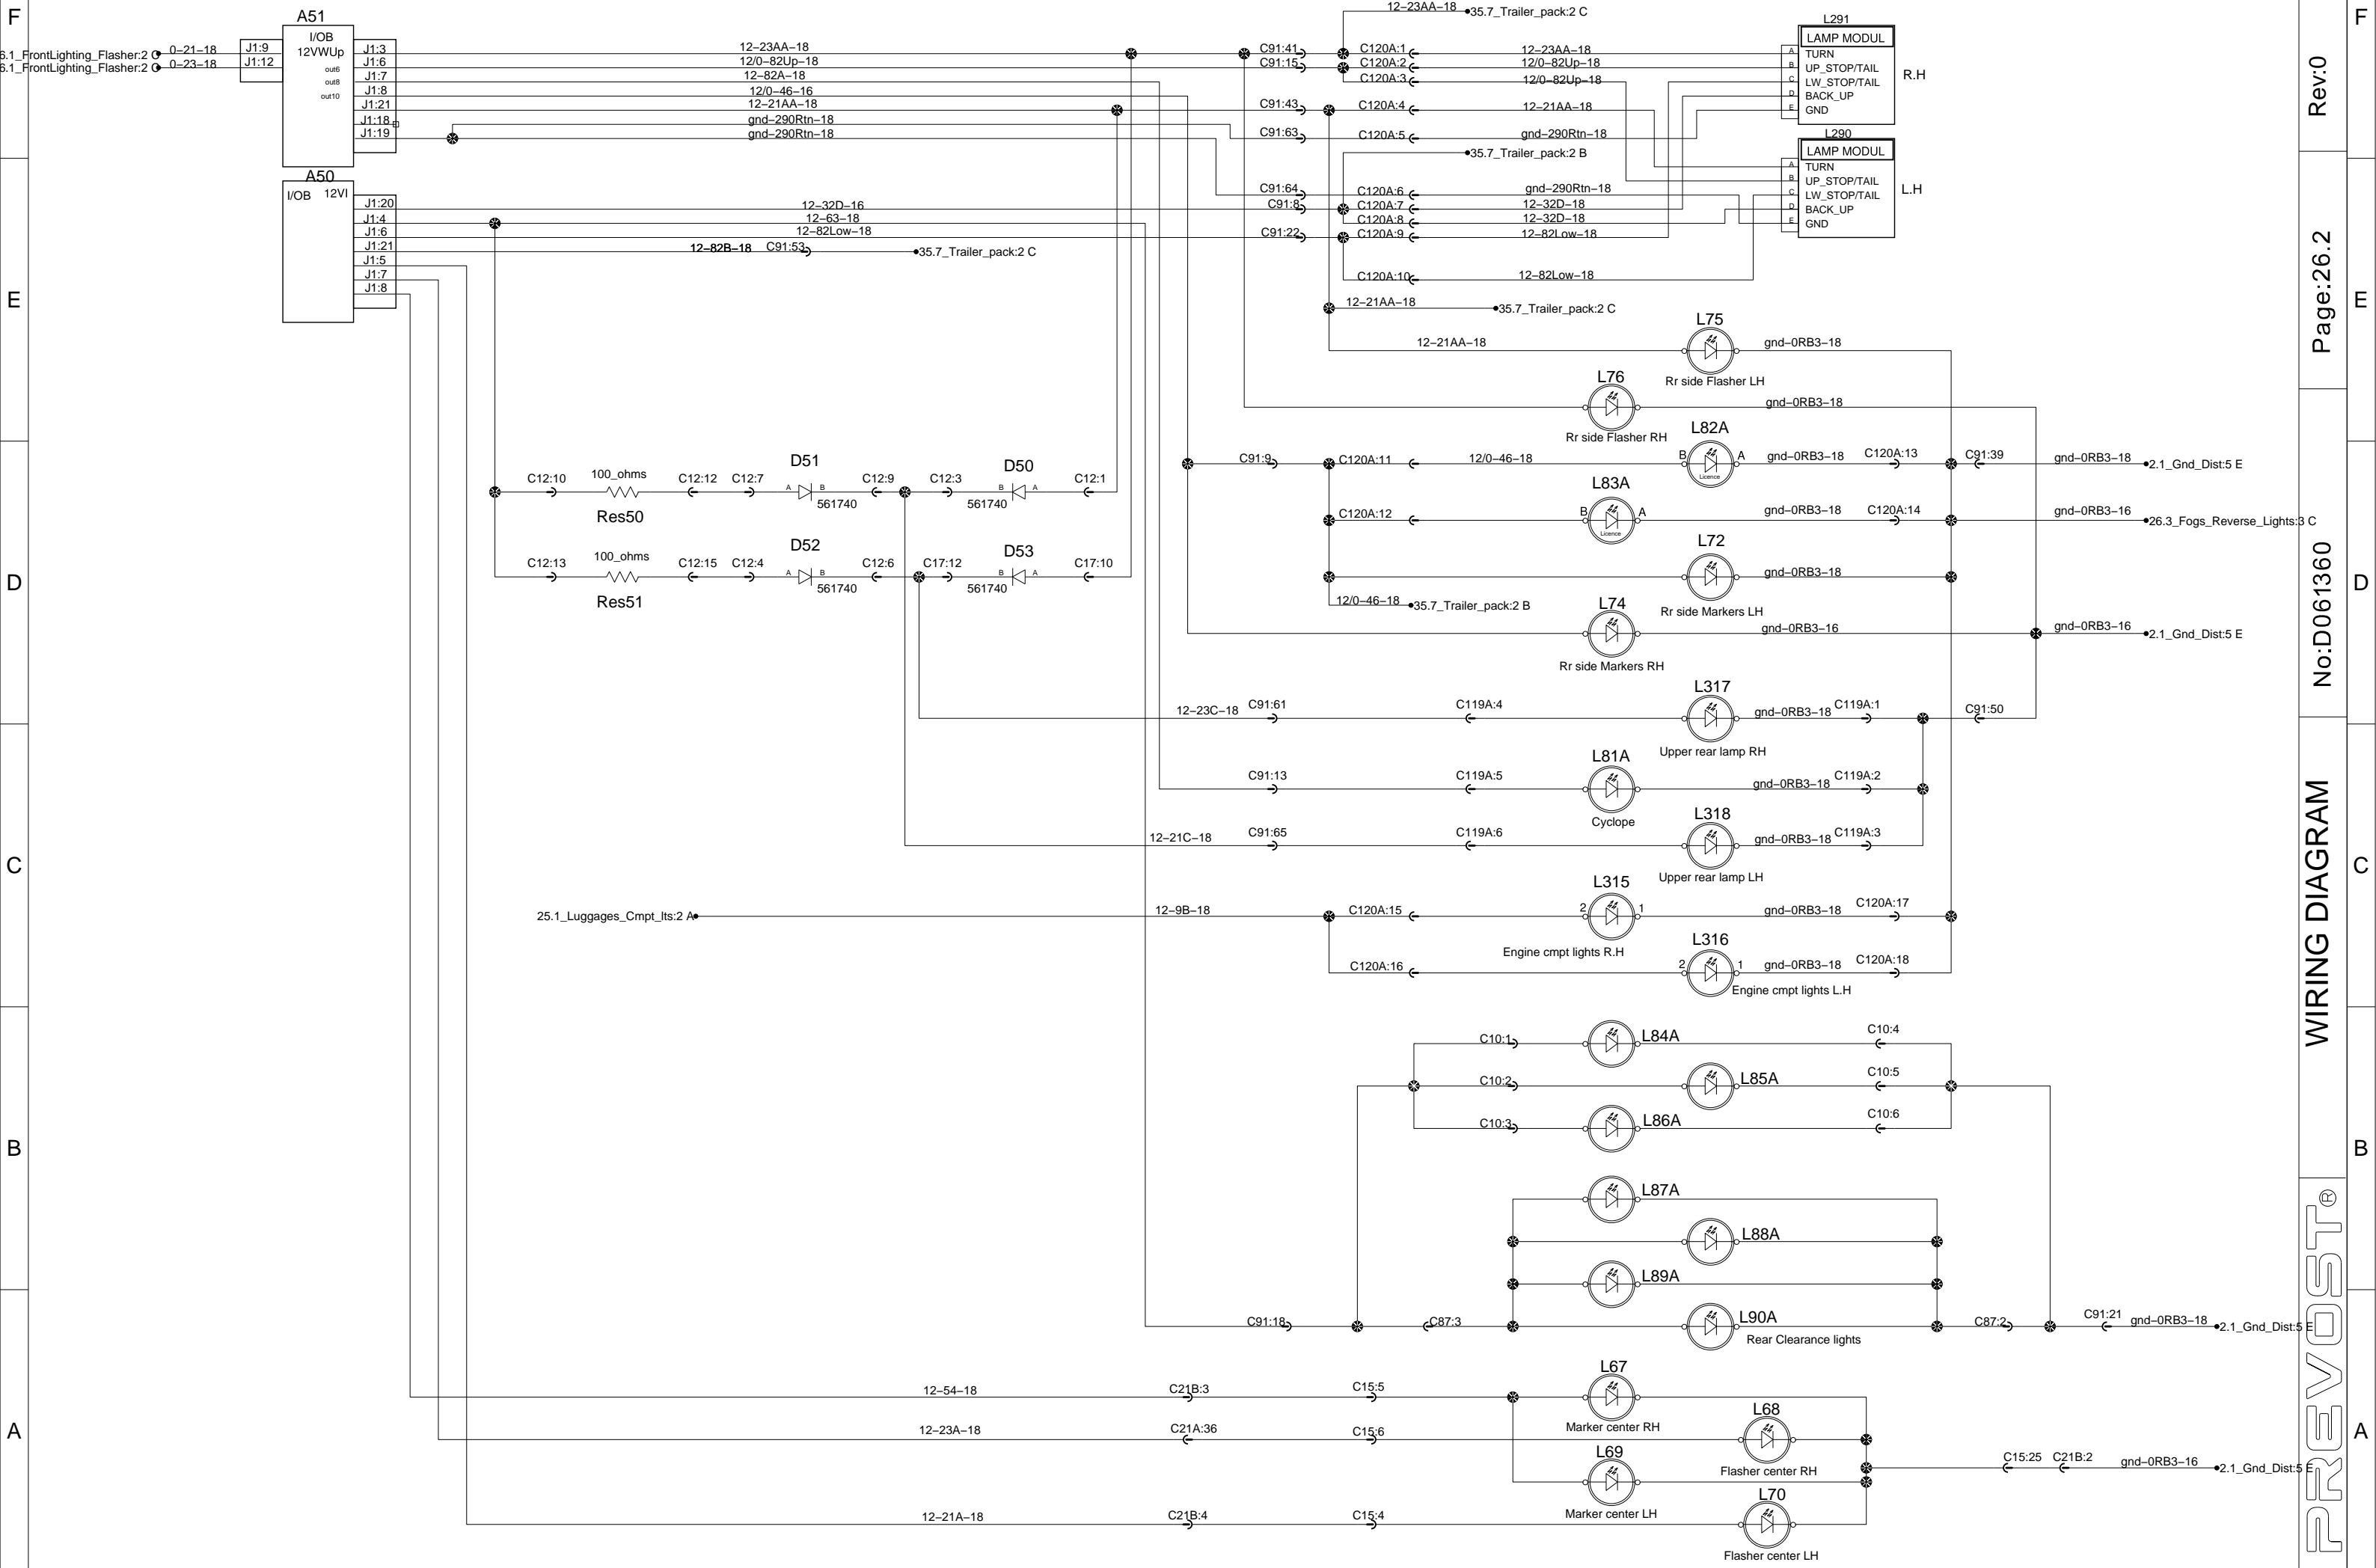 F
A51
I/OB
12VWUp
out6
out8
out10
6.1_FrontLighting_Flasher:2 C
0-21-18
J1:9
6.1_FrontLighting_Flasher:2 C
0-23-18
J1:12
J1:3
J1:6
J1:7
J1:8
J1:21
J1:18
J1:19
12-23AA-18
12/0-82Up-18
12-82A-18
12/0-46-16
12-21AA-18
gnd-290Rtn-18
gnd-290Rtn-18
12-23AA-18
35.7_Trailer_pack:2 C
C91:41
C120A:1
12-23AA-18
C91:15
C120A:2
12/0-82Up-18
C120A:3
12/0-82Up-18
C91:43
C120A:4
12-21AA-18
C91:63
C120A:5
gnd-290Rtn-18
L291
LAMP MODUL
A TURN
B UP_STOP/TAIL
C LW_STOP/TAIL
D BACK_UP
E GND
R.H
35.7_Trailer_pack:2 B
L290
LAMP MODUL
A TURN
B UP_STOP/TAIL
C LW_STOP/TAIL
D BACK_UP
E GND
L.H
A50
I/OB
12VI
J1:20
J1:4
J1:6
J1:21
J1:5
J1:7
J1:8
12-32D-16
12-63-18
12-82Low-18
12-82B-18
C91:53
35.7_Trailer_pack:2 C
C91:64
C120A:6
gnd-290Rtn-18
C91:8
C120A:7
12-32D-18
C120A:8
12-32D-18
C91:22
C120A:9
12-82Low-18
C120A:10
12-82Low-18
E
12-21AA-18
35.7_Trailer_pack:2 C
12-21AA-18
L75
gnd-0RB3-18
Rr side Flasher LH
L76
gnd-0RB3-18
Rr side Flasher RH
C12:10
100_ohms
Res50
C12:12
C12:7
D51
A B
561740
C12:9
C12:3
D50
B A
561740
C12:1
C12:13
100_ohms
Res51
C12:15
C12:4
D52
A B
561740
C12:6
C17:12
D53
B A
561740
C17:10
C91:9
C120A:11
12/0-46-18
L82A
B
A
Licence
gnd-0RB3-18
C120A:13
C91:39
gnd-0RB3-18
2.1_Gnd_Dist:5 E
C120A:12
L83A
B
A
Licence
gnd-0RB3-18
C120A:14
gnd-0RB3-16
26.3_Fogs_Reverse_Lights:3 C
D
L72
gnd-0RB3-18
Rr side Markers LH
12/0-46-18
35.7_Trailer_pack:2 B
L74
gnd-0RB3-16
Rr side Markers RH
gnd-0RB3-16
2.1_Gnd_Dist:5 E
12-23C-18
C91:61
C119A:4
L317
gnd-0RB3-18
C119A:1
C91:50
Upper rear lamp RH
C91:13
C119A:5
L81A
gnd-0RB3-18
C119A:2
Cyclope
12-21C-18
C91:65
C119A:6
L318
gnd-0RB3-18
C119A:3
Upper rear lamp LH
C
25.1_Luggages_Cmpt_lts:2 A
12-9B-18
C120A:15
L315
2
1
gnd-0RB3-18
C120A:17
Engine cmpt lights R.H
C120A:16
L316
2
1
gnd-0RB3-18
C120A:18
Engine cmpt lights L.H
C10:1
L84A
C10:4
C10:2
L85A
C10:5
C10:3
L86A
C10:6
B
L87A
L88A
L89A
C91:18
C87:3
L90A
Rear Clearance lights
C87:2
C91:21
gnd-0RB3-18
2.1_Gnd_Dist:5 E
12-54-18
C21B:3
C15:5
L67
Marker center RH
12-23A-18
C21A:36
C15:6
L68
Flasher center RH
A
L69
Marker center LH
C15:25
C21B:2
gnd-0RB3-16
2.1_Gnd_Dist:5 E
12-21A-18
C21B:4
C15:4
L70
Flasher center LH
F
E
D
C
B
A
Rev:0
Page:26.2
No:D061360
WIRING DIAGRAM
PREVOST®